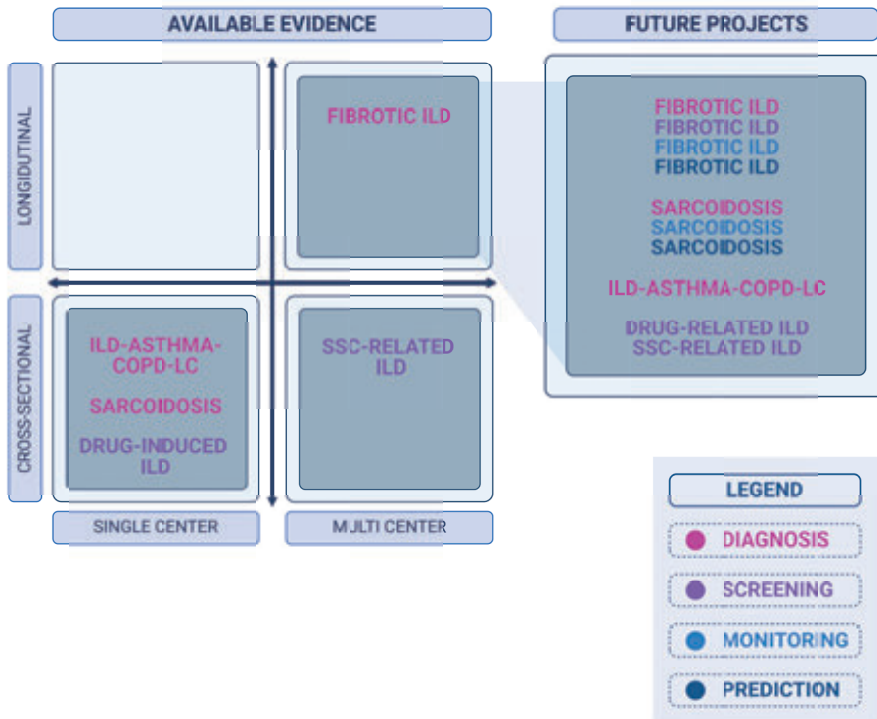 AVAILABLE EVIDENCE
FUTURE PROJECTS
LONGIDUTINAL
FIBROTIC ILD
FIBROTIC ILD
FIBROTIC ILD
FIBROTIC ILD
FIBROTIC ILD
SARCOIDOSIS
SARCOIDOSIS
SARCOIDOSIS
ILD-ASTHMA-COPD-LC
DRUG-RELATED ILD
SSC-RELATED ILD
CROSS-SECTIONAL
ILD-ASTHMA-
COPD-LC
SARCOIDOSIS
DRUG-INDUCED
ILD
SSC-RELATED
ILD
SINGLE CENTER
MULTI CENTER
LEGEND
DIAGNOSIS
SCREENING
MONITORING
PREDICTION